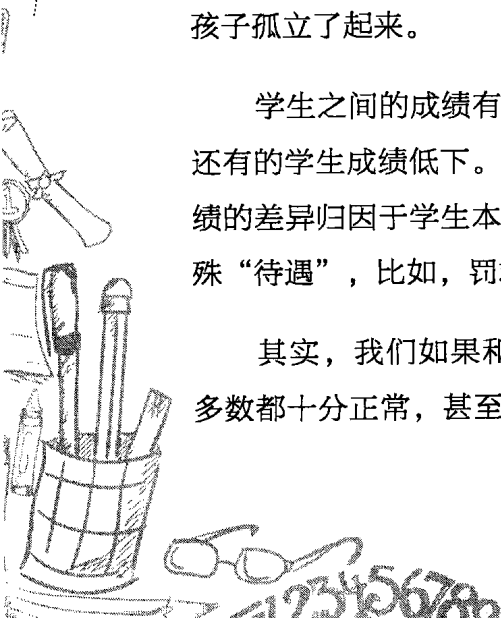 孩子孤立了起来。
学生之间的成绩有
还有的学生成绩低下。
绩的差异归因于学生本
殊“待遇”，比如，罚
其实，我们如果和
多数都十分正常，甚至
1
12345678